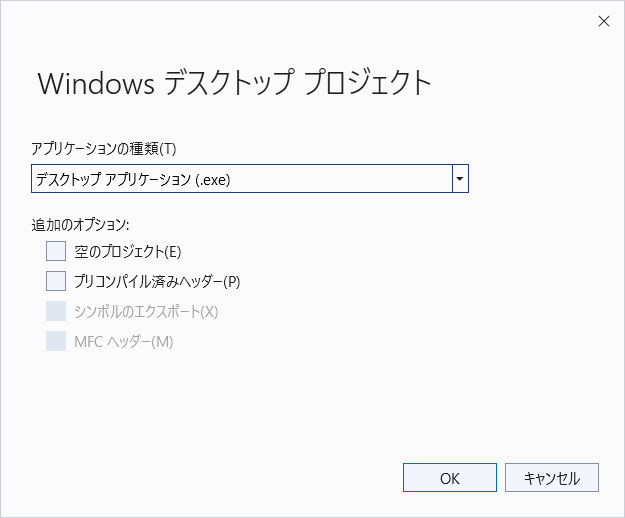 Windows デスクトップ プロジェクト
アプリケーションの種類(T)
デスクトップ アプリケーション (.exe)
追加のオプション:
空のプロジェクト(E)
プリコンパイル済みヘッダー(P)
シンボルのエクスポート(X)
MFC ヘッダー(M)
OK キャンセル